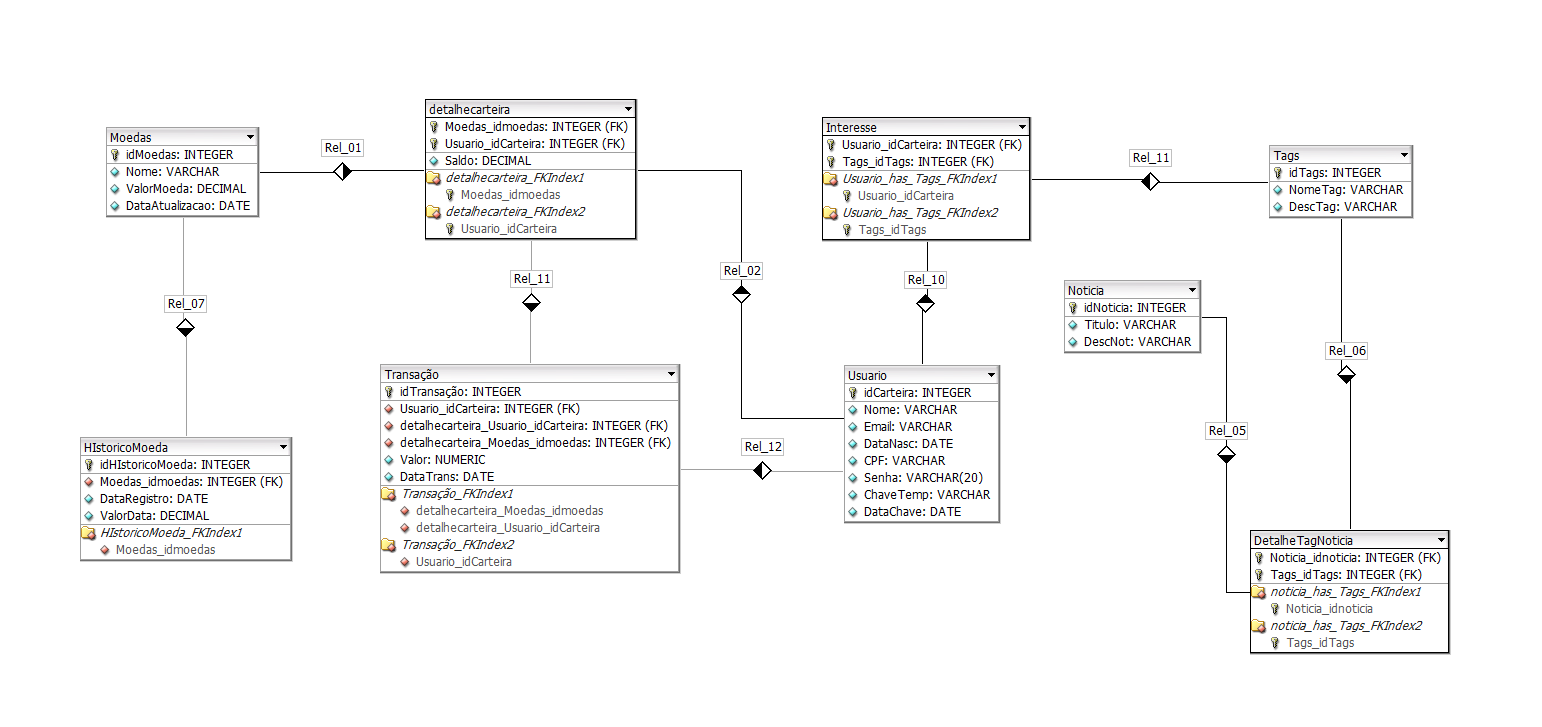 Moedas
idMoedas: INTEGER
Nome: VARCHAR
ValorMoeda: DECIMAL
DataAtualizacao: DATE
Rel_01
detalhecarteira
Moedas_idmoedas: INTEGER (FK)
Usuario_idCarteira: INTEGER (FK)
Saldo: DECIMAL
detalhecarteira_FKIndex1
Moedas_idmoedas
detalhecarteira_FKIndex2
Usuario_idCarteira
Interesse
Usuario_idCarteira: INTEGER (FK)
Tags_idTags: INTEGER (FK)
Usuario_has_Tags_FKIndex1
Usuario_idCarteira
Usuario_has_Tags_FKIndex2
Tags_idTags
Rel_11
Tags
idTags: INTEGER
NomeTag: VARCHAR
DescTag: VARCHAR
Rel_07
Rel_11
Rel_02
Rel_10
Noticia
idNoticia: INTEGER
Titulo: VARCHAR
DescNot: VARCHAR
Rel_06
HIstoricoMoeda
idHIstoricoMoeda: INTEGER
Moedas_idmoedas: INTEGER (FK)
DataRegistro: DATE
ValorData: DECIMAL
HIstoricoMoeda_FKIndex1
Moedas_idmoedas
Transação
idTransação: INTEGER
Usuario_idCarteira: INTEGER (FK)
detalhecarteira_Usuario_idCarteira: INTEGER (FK)
detalhecarteira_Moedas_idmoedas: INTEGER (FK)
Valor: NUMERIC
DataTrans: DATE
Transação_FKIndex1
detalhecarteira_Moedas_idmoedas
detalhecarteira_Usuario_idCarteira
Transação_FKIndex2
Usuario_idCarteira
Rel_12
Usuario
idCarteira: INTEGER
Nome: VARCHAR
Email: VARCHAR
DataNasc: DATE
CPF: VARCHAR
Senha: VARCHAR(20)
ChaveTemp: VARCHAR
DataChave: DATE
Rel_05
DetalheTagNoticia
Noticia_idnoticia: INTEGER (FK)
Tags_idTags: INTEGER (FK)
noticia_has_Tags_FKIndex1
Noticia_idnoticia
noticia_has_Tags_FKIndex2
Tags_idTags